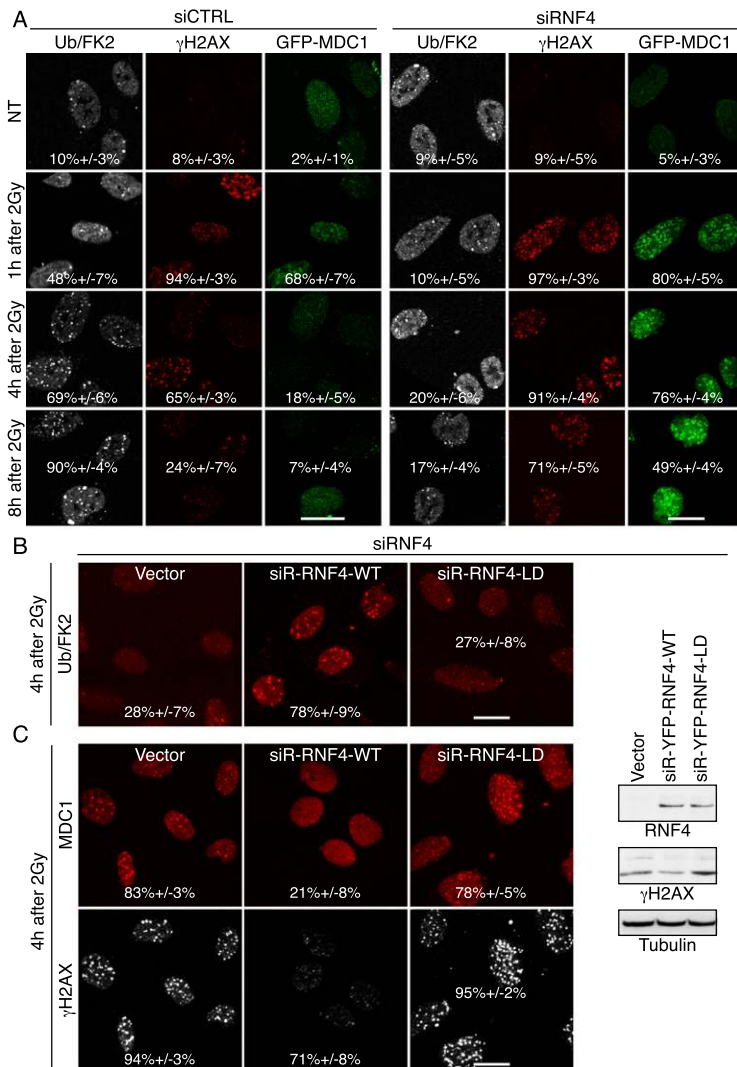 A
siCTRL
siRNF4
Ub/FK2 γH2AX GFP-MDC1 Ub/FK2 γH2AX GFP-MDC1
NT
10%+/-3% 8%+/-3% 2%+/-1% 9%+/-5% 9%+/-5% 5%+/-3%
1h after 2Gy
48%+/-7% 94%+/-3% 68%+/-7% 10%+/-5% 97%+/-3% 80%+/-5%
4h after 2Gy
69%+/-6% 65%+/-3% 18%+/-5% 20%+/-6% 91%+/-4% 76%+/-4%
8h after 2Gy
90%+/-4% 24%+/-7% 7%+/-4% 17%+/-4% 71%+/-5% 49%+/-4%
B
siRNF4
Vector siR-RNF4-WT siR-RNF4-LD
4h after 2Gy
Ub/FK2
28%+/-7% 78%+/-9% 27%+/-8%
C
Vector siR-RNF4-WT siR-RNF4-LD
4h after 2Gy
MDC1
83%+/-3% 21%+/-8% 78%+/-5%
γH2AX
94%+/-3% 71%+/-8% 95%+/-2%
Vector
siR-YFP-RNF4-WT
siR-YFP-RNF4-LD
RNF4
γH2AX
Tubulin